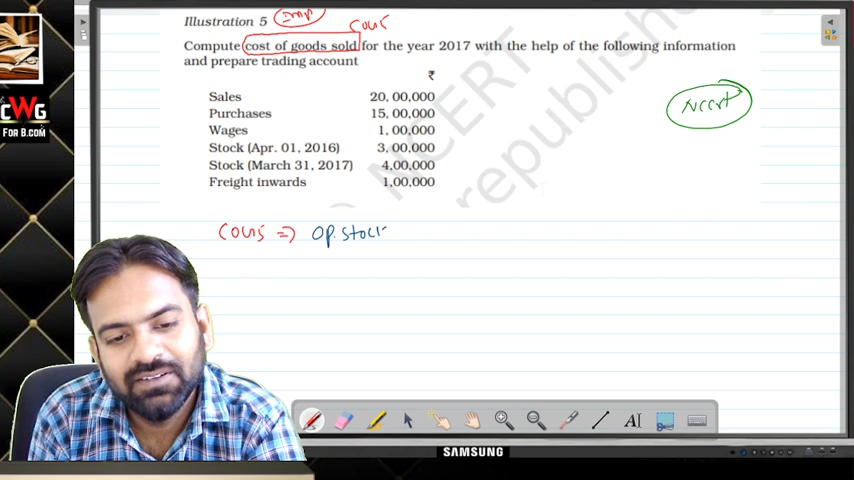 Illustration 5 Imp
COGS
Compute cost of goods sold for the year 2017 with the help of the following information
and prepare trading account
₹
Sales 20, 00,000
Purchases 15, 00,000
Wages 1, 00,000
Stock (Apr. 01, 2016) 3, 00,000
Stock (March 31, 2017) 4,00,000
Freight inwards 1,00,000
NCERT
COGS => Op. Stock
NCERT
republishe
CWG
FOR B.COM
AI
SAMSUNG